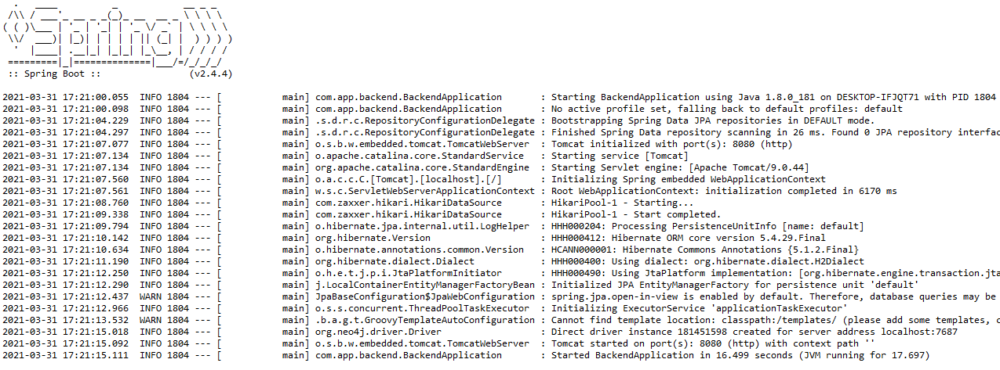 .   ____          _            __ _ _
 /\\ / ___'_ __ _ _(_)_ __  __ _ \ \ \ \
( ( )\___ | '_ | '_| | '_ \/ _` | \ \ \ \
 \\/  ___)| |_)| | | | | || (_| |  ) ) ) )
  '  |____| .__|_| |_|_| |_\__, | / / / /
 =========|_|==============|___/=/_/_/_/
 :: Spring Boot ::                (v2.4.4)
2021-03-31 17:21:00.055  INFO 1804 --- [           main] com.app.backend.BackendApplication       : Starting BackendApplication using Java 1.8.0_181 on DESKTOP-IFJQT71 with PID 1804
2021-03-31 17:21:00.098  INFO 1804 --- [           main] com.app.backend.BackendApplication       : No active profile set, falling back to default profiles: default
2021-03-31 17:21:04.229  INFO 1804 --- [           main] .s.d.r.c.RepositoryConfigurationDelegate : Bootstrapping Spring Data JPA repositories in DEFAULT mode.
2021-03-31 17:21:04.297  INFO 1804 --- [           main] .s.d.r.c.RepositoryConfigurationDelegate : Finished Spring Data repository scanning in 26 ms. Found 0 JPA repository interfac
2021-03-31 17:21:07.077  INFO 1804 --- [           main] o.s.b.w.embedded.tomcat.TomcatWebServer  : Tomcat initialized with port(s): 8080 (http)
2021-03-31 17:21:07.134  INFO 1804 --- [           main] o.apache.catalina.core.StandardService   : Starting service [Tomcat]
2021-03-31 17:21:07.134  INFO 1804 --- [           main] org.apache.catalina.core.StandardEngine  : Starting Servlet engine: [Apache Tomcat/9.0.44]
2021-03-31 17:21:07.560  INFO 1804 --- [           main] o.a.c.c.C.[Tomcat].[localhost].[/]       : Initializing Spring embedded WebApplicationContext
2021-03-31 17:21:07.561  INFO 1804 --- [           main] w.s.c.ServletWebServerApplicationContext : Root WebApplicationContext: initialization completed in 6170 ms
2021-03-31 17:21:08.760  INFO 1804 --- [           main] com.zaxxer.hikari.HikariDataSource       : HikariPool-1 - Starting...
2021-03-31 17:21:09.338  INFO 1804 --- [           main] com.zaxxer.hikari.HikariDataSource       : HikariPool-1 - Start completed.
2021-03-31 17:21:09.794  INFO 1804 --- [           main] o.hibernate.jpa.internal.util.LogHelper  : HHH000204: Processing PersistenceUnitInfo [name: default]
2021-03-31 17:21:10.142  INFO 1804 --- [           main] org.hibernate.Version                    : HHH000412: Hibernate ORM core version 5.4.29.Final
2021-03-31 17:21:10.634  INFO 1804 --- [           main] o.hibernate.annotations.common.Version   : HCANN000001: Hibernate Commons Annotations {5.1.2.Final}
2021-03-31 17:21:11.190  INFO 1804 --- [           main] org.hibernate.dialect.Dialect            : HHH000400: Using dialect: org.hibernate.dialect.H2Dialect
2021-03-31 17:21:12.250  INFO 1804 --- [           main] o.h.e.t.j.p.i.JtaPlatformInitiator       : HHH000490: Using JtaPlatform implementation: [org.hibernate.engine.transaction.jta
2021-03-31 17:21:12.290  INFO 1804 --- [           main] j.LocalContainerEntityManagerFactoryBean : Initialized JPA EntityManagerFactory for persistence unit 'default'
2021-03-31 17:21:12.437  WARN 1804 --- [           main] JpaBaseConfiguration$JpaWebConfiguration : spring.jpa.open-in-view is enabled by default. Therefore, database queries may be
2021-03-31 17:21:12.966  INFO 1804 --- [           main] o.s.s.concurrent.ThreadPoolTaskExecutor  : Initializing ExecutorService 'applicationTaskExecutor'
2021-03-31 17:21:13.532  WARN 1804 --- [           main] .b.a.g.t.GroovyTemplateAutoConfiguration : Cannot find template location: classpath:/templates/ (please add some templates, c
2021-03-31 17:21:15.018  INFO 1804 --- [           main] org.neo4j.driver.Driver                  : Direct driver instance 181451598 created for server address localhost:7687
2021-03-31 17:21:15.092  INFO 1804 --- [           main] o.s.b.w.embedded.tomcat.TomcatWebServer  : Tomcat started on port(s): 8080 (http) with context path ''
2021-03-31 17:21:15.111  INFO 1804 --- [           main] com.app.backend.BackendApplication       : Started BackendApplication in 16.499 seconds (JVM running for 17.697)